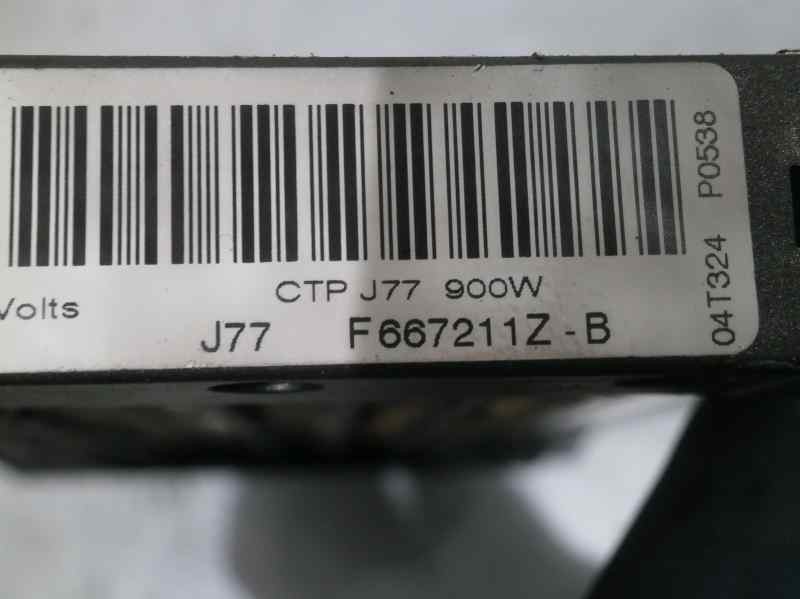 CTP J77 900W
Volts
J77 F667211Z-B
04T324 P0538